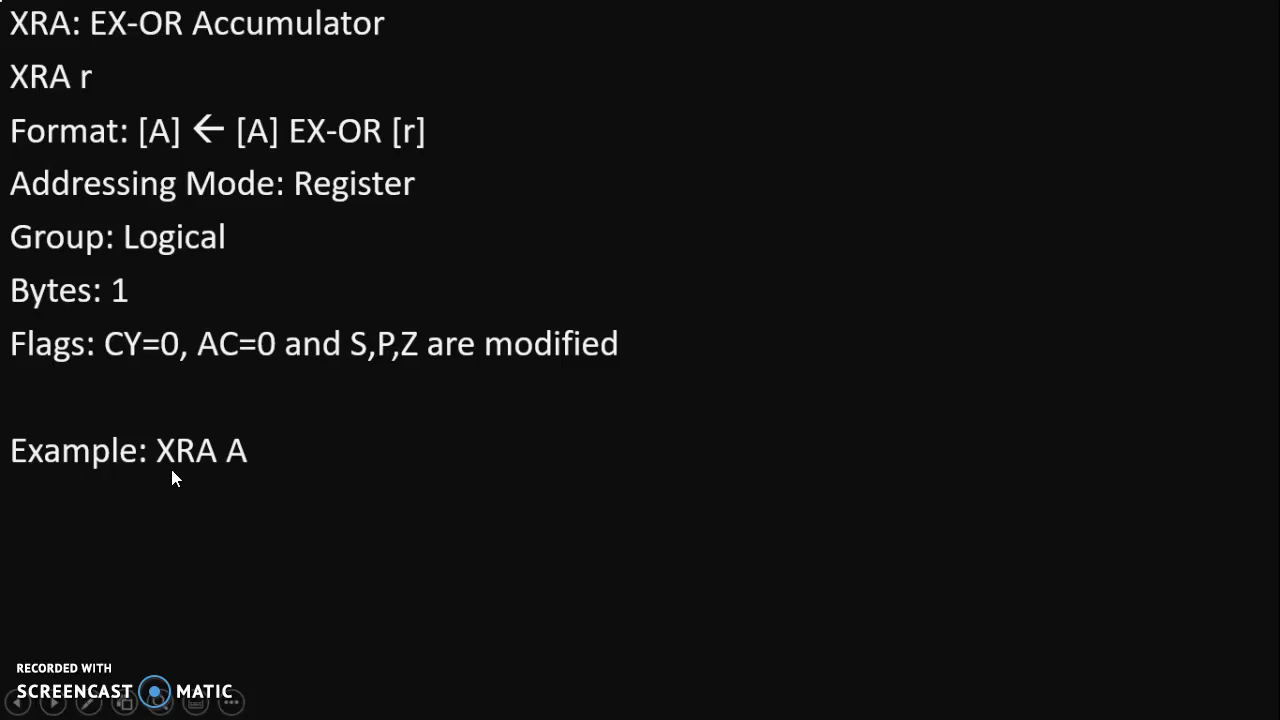 XRA: EX-OR Accumulator
XRA r
Format: [A] ← [A] EX-OR [r]
Addressing Mode: Register
Group: Logical
Bytes: 1
Flags: CY=0, AC=0 and S,P,Z are modified
Example: XRA A
RECORDED WITH
SCREENCAST MATIC